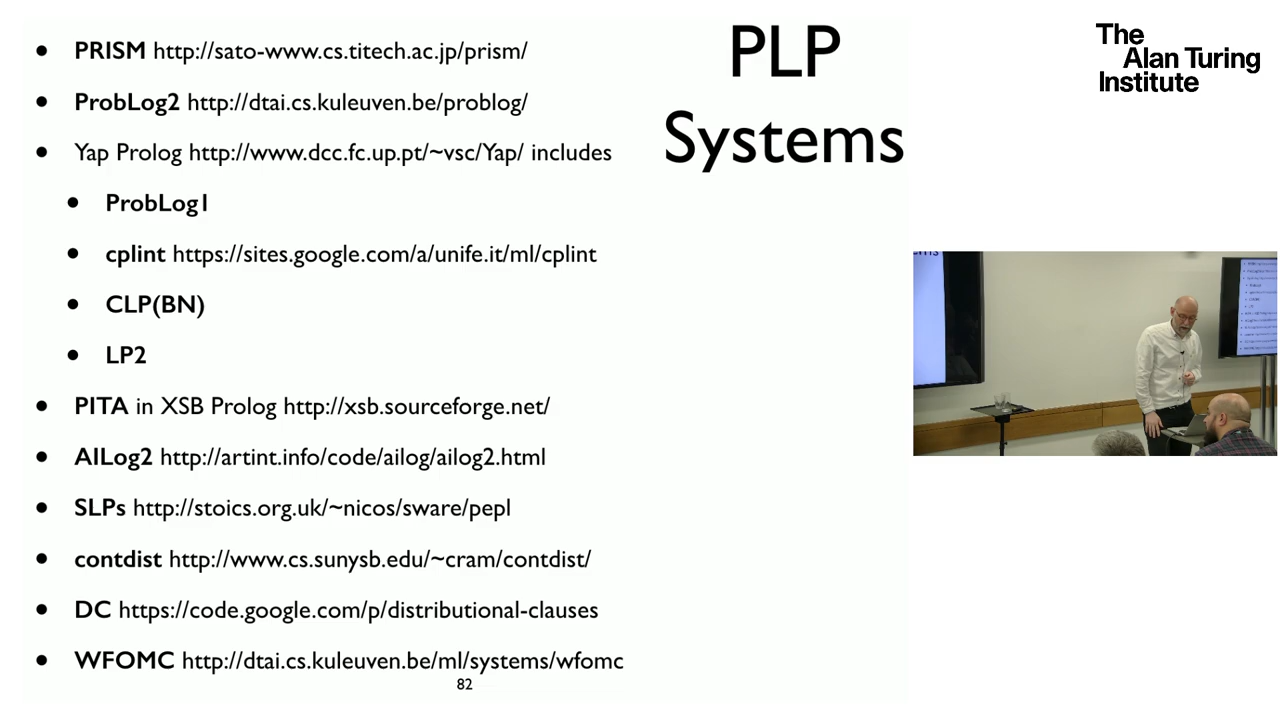 PLP
Systems
The
Alan Turing
Institute
• PRISM http://sato-www.cs.titech.ac.jp/prism/
• ProbLog2 http://dtai.cs.kuleuven.be/problog/
• Yap Prolog http://www.dcc.fc.up.pt/~vsc/Yap/ includes
• ProbLog1
• cplint https://sites.google.com/a/unife.it/ml/cplint
• CLP(BN)
• LP2
• PITA in XSB Prolog http://xsb.sourceforge.net/
• AILog2 http://artint.info/code/ailog/ailog2.html
• SLPs http://stoics.org.uk/~nicos/sware/pepl
• contdist http://www.cs.sunysb.edu/~cram/contdist/
• DC https://code.google.com/p/distributional-clauses
• WFOMC http://dtai.cs.kuleuven.be/ml/systems/wfomc
82